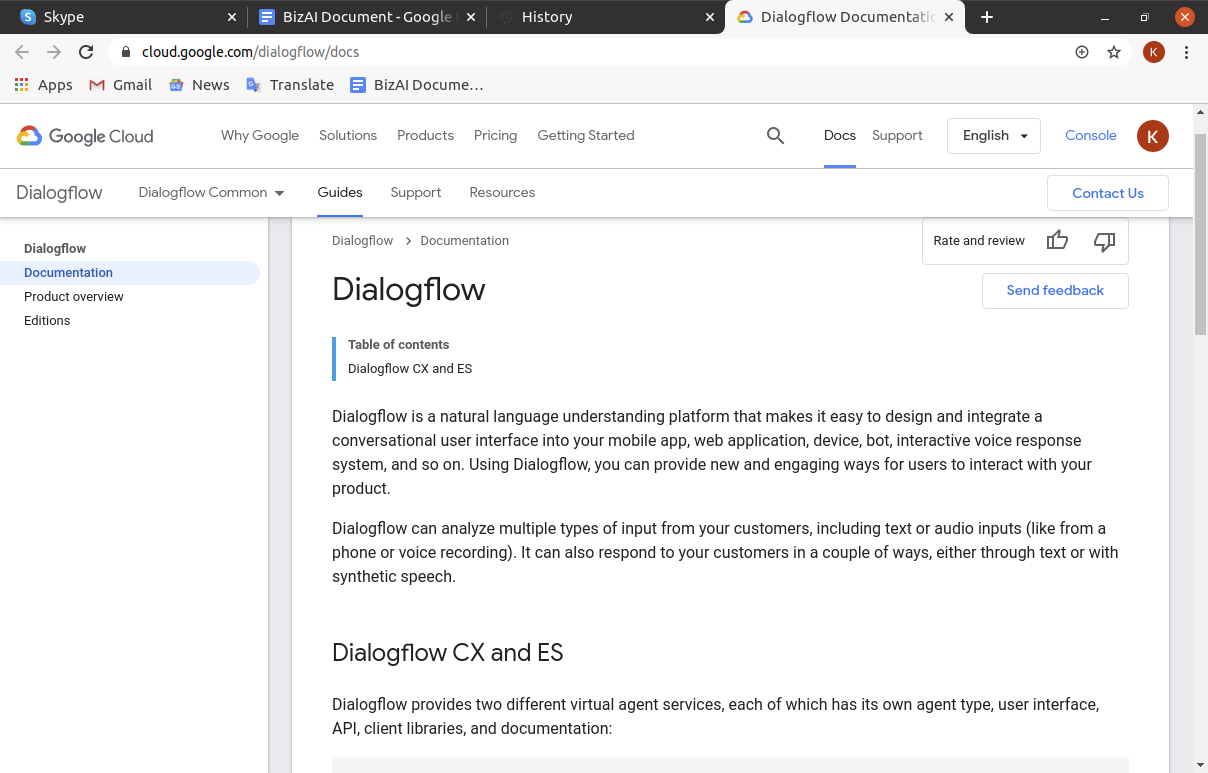 Skype
BizAI Document - Google
History
Dialogflow Documentatio
cloud.google.com/dialogflow/docs
K
Apps
Gmail
News
Translate
BizAI Docume…
Google Cloud
Why Google
Solutions
Products
Pricing
Getting Started
Docs
Support
English
Console
K
Dialogflow
Dialogflow Common
Guides
Support
Resources
Contact Us
Dialogflow
Documentation
Product overview
Editions
Dialogflow > Documentation
Rate and review
Dialogflow
Send feedback
Table of contents
Dialogflow CX and ES
Dialogflow is a natural language understanding platform that makes it easy to design and integrate a
conversational user interface into your mobile app, web application, device, bot, interactive voice response
system, and so on. Using Dialogflow, you can provide new and engaging ways for users to interact with your
product.
Dialogflow can analyze multiple types of input from your customers, including text or audio inputs (like from a
phone or voice recording). It can also respond to your customers in a couple of ways, either through text or with
synthetic speech.
Dialogflow CX and ES
Dialogflow provides two different virtual agent services, each of which has its own agent type, user interface,
API, client libraries, and documentation: